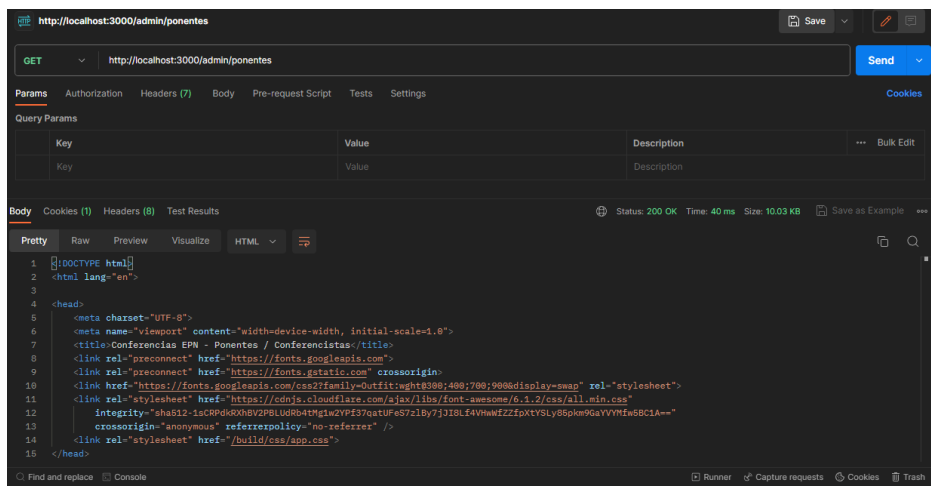 HTTP http://localhost:3000/admin/ponentes Save
GET http://localhost:3000/admin/ponentes Send
Params Authorization Headers (7) Body Pre-request Script Tests Settings Cookies
Query Params
Key Value Description ••• Bulk Edit
Key Value Description
Body Cookies (1) Headers (8) Test Results Status: 200 OK Time: 40 ms Size: 10.03 KB Save as Example •••
Pretty Raw Preview Visualize HTML
1 <!DOCTYPE html>
2 <html lang="en">
3
4 <head>
5 <meta charset="UTF-8">
6 <meta name="viewport" content="width=device-width, initial-scale=1.0">
7 <title>Conferencias EPN - Ponentes / Conferencistas</title>
8 <link rel="preconnect" href="https://fonts.googleapis.com">
9 <link rel="preconnect" href="https://fonts.gstatic.com" crossorigin>
10 <link href="https://fonts.googleapis.com/css2?family=Outfit:wght@300;400;700;900&display=swap" rel="stylesheet">
11 <link rel="stylesheet" href="https://cdnjs.cloudflare.com/ajax/libs/font-awesome/6.1.2/css/all.min.css"
12 integrity="sha512-1sCRPdkRXhBV2PBLUdRb4tMg1w2YPf37qatUFeS7zlBy7jJI8Lf4VHwWfZZfpXtYSLy85pkm9GaYVYMfw5BC1A=="
13 crossorigin="anonymous" referrerpolicy="no-referrer" />
14 <link rel="stylesheet" href="/build/css/app.css">
15 </head>
Find and replace Console Runner Capture requests Cookies Trash